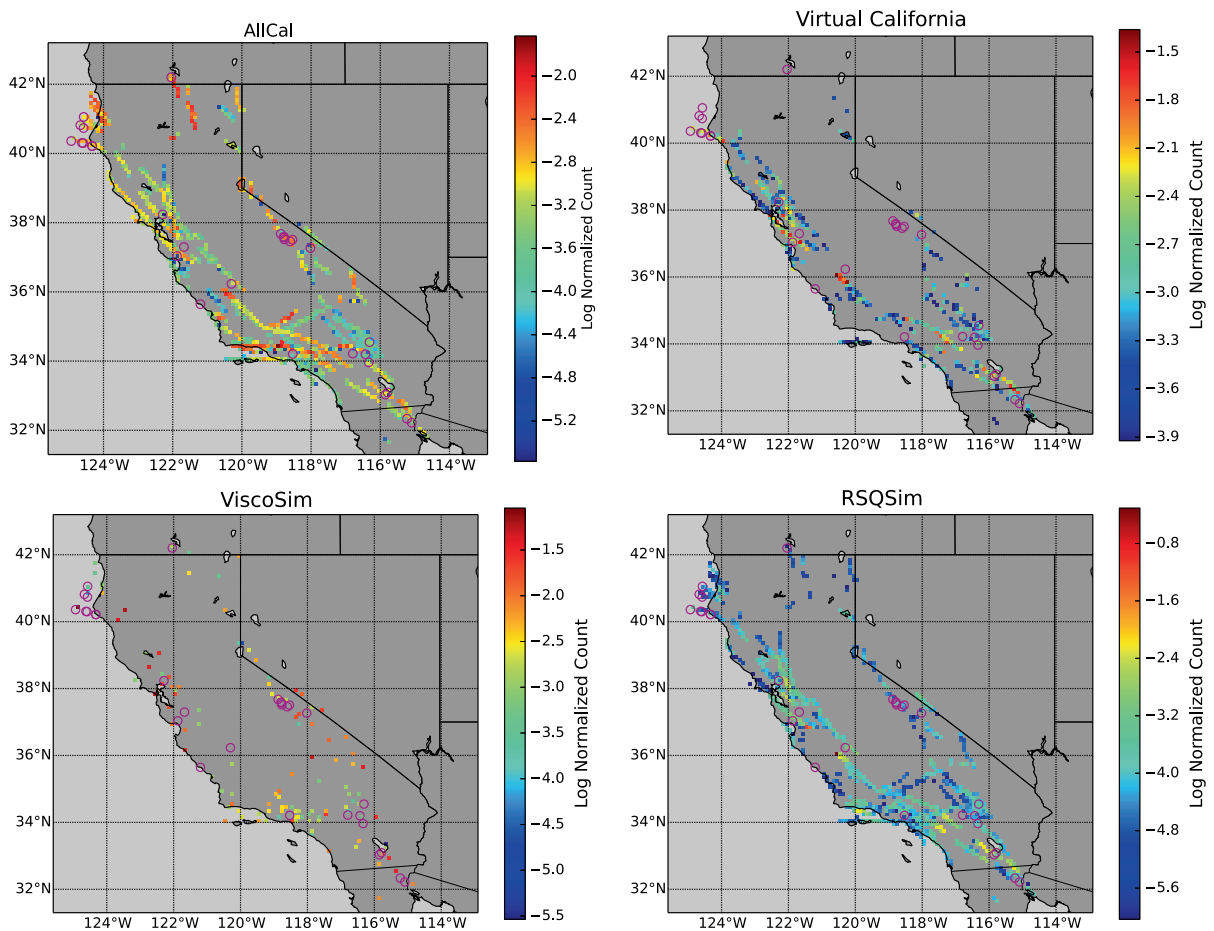 AllCal
42°N
40°N
38°N
36°N
34°N
32°N
124°W 122°W 120°W 118°W 116°W 114°W
−2.0
−2.4
−2.8
−3.2
−3.6
−4.0
−4.4
−4.8
−5.2
Log Normalized Count
Virtual California
42°N
40°N
38°N
36°N
34°N
32°N
124°W 122°W 120°W 118°W 116°W 114°W
−1.5
−1.8
−2.1
−2.4
−2.7
−3.0
−3.3
−3.6
−3.9
Log Normalized Count
ViscoSim
42°N
40°N
38°N
36°N
34°N
32°N
124°W 122°W 120°W 118°W 116°W 114°W
−1.5
−2.0
−2.5
−3.0
−3.5
−4.0
−4.5
−5.0
−5.5
Log Normalized Count
RSQSim
42°N
40°N
38°N
36°N
34°N
32°N
124°W 122°W 120°W 118°W 116°W 114°W
−0.8
−1.6
−2.4
−3.2
−4.0
−4.8
−5.6
Log Normalized Count